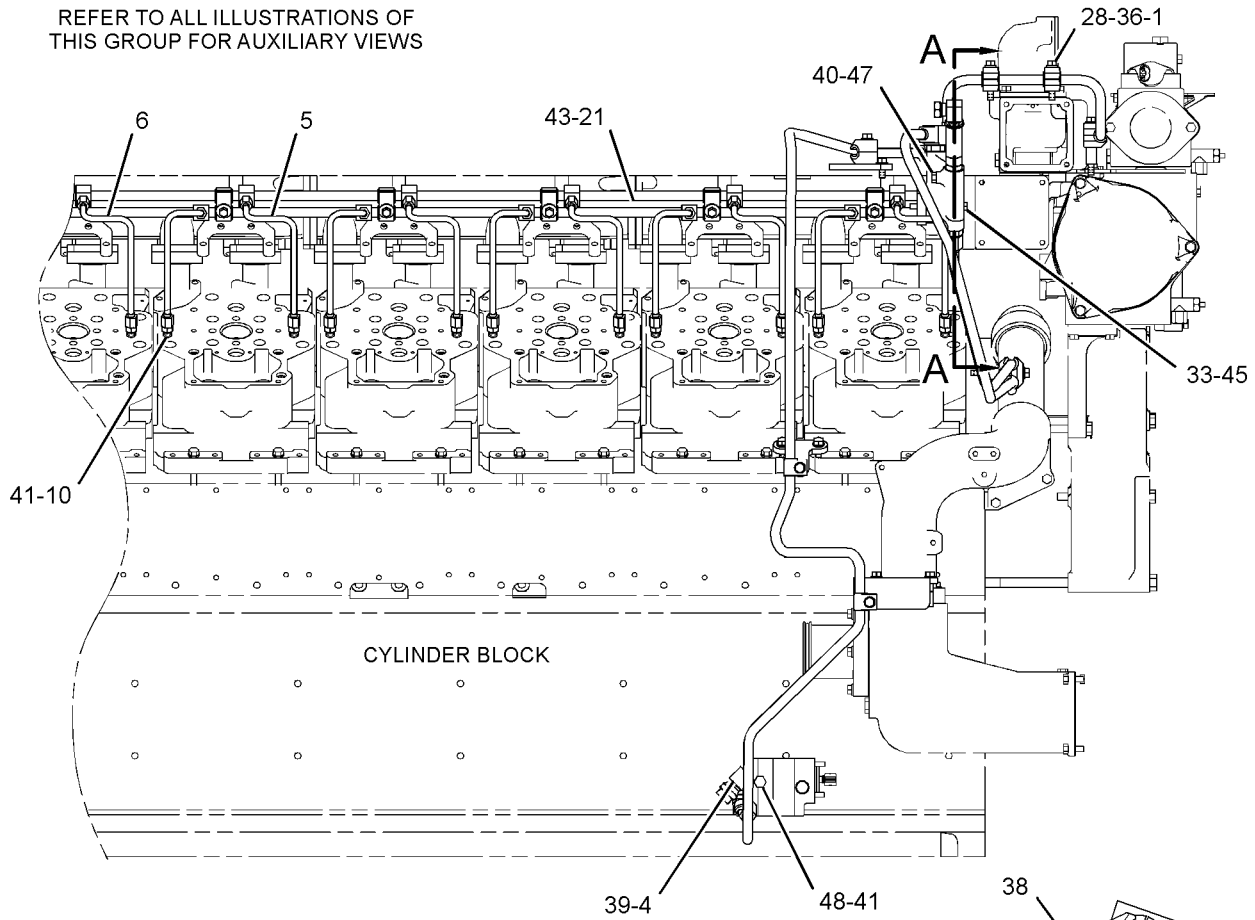 REFER TO ALL ILLUSTRATIONS OF
THIS GROUP FOR AUXILIARY VIEWS
28-36-1
A
40-47
6
5
43-21
A
33-45
41-10
CYLINDER BLOCK
39-4
48-41
38